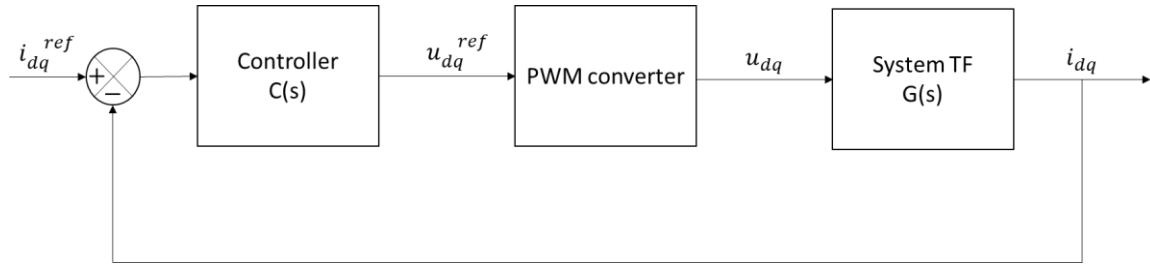 i_dq^ref
+
−
Controller
C(s)
u_dq^ref
PWM converter
u_dq
System TF
G(s)
i_dq